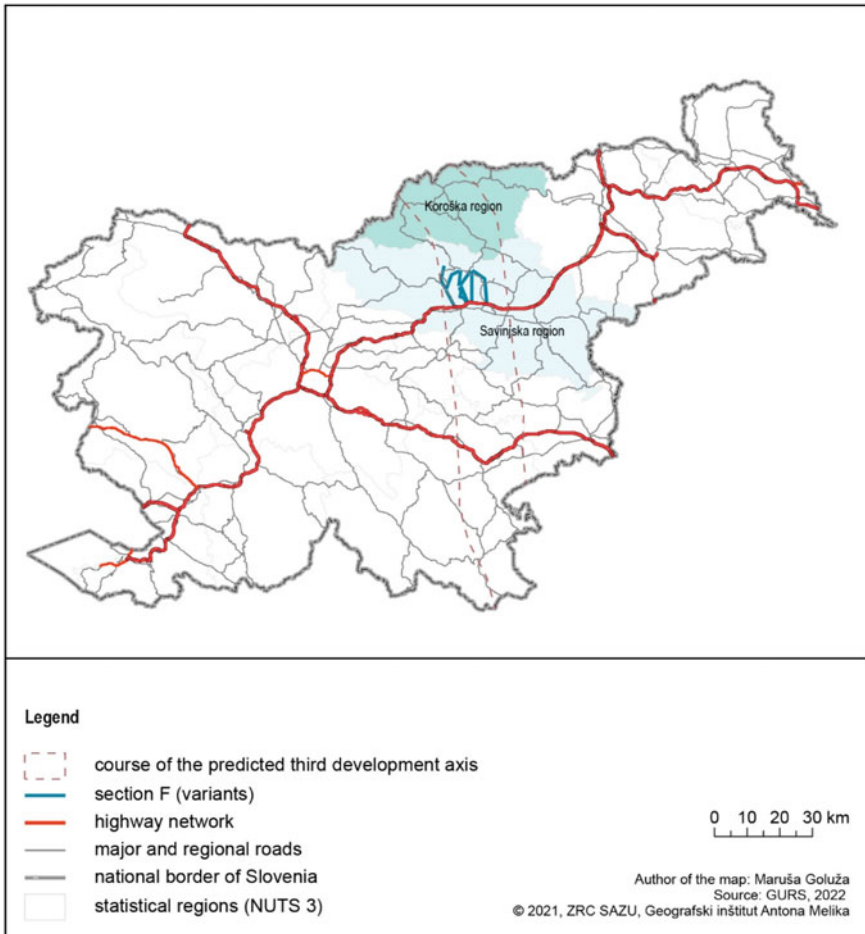 Koroška region
Savinjska region
Legend
course of the predicted third development axis
section F (variants)
highway network
major and regional roads
national border of Slovenia
statistical regions (NUTS 3)
0 10 20 30 km
Author of the map: Maruša Goluža
Source: GURS, 2022
© 2021, ZRC SAZU, Geografski inštitut Antona Melika